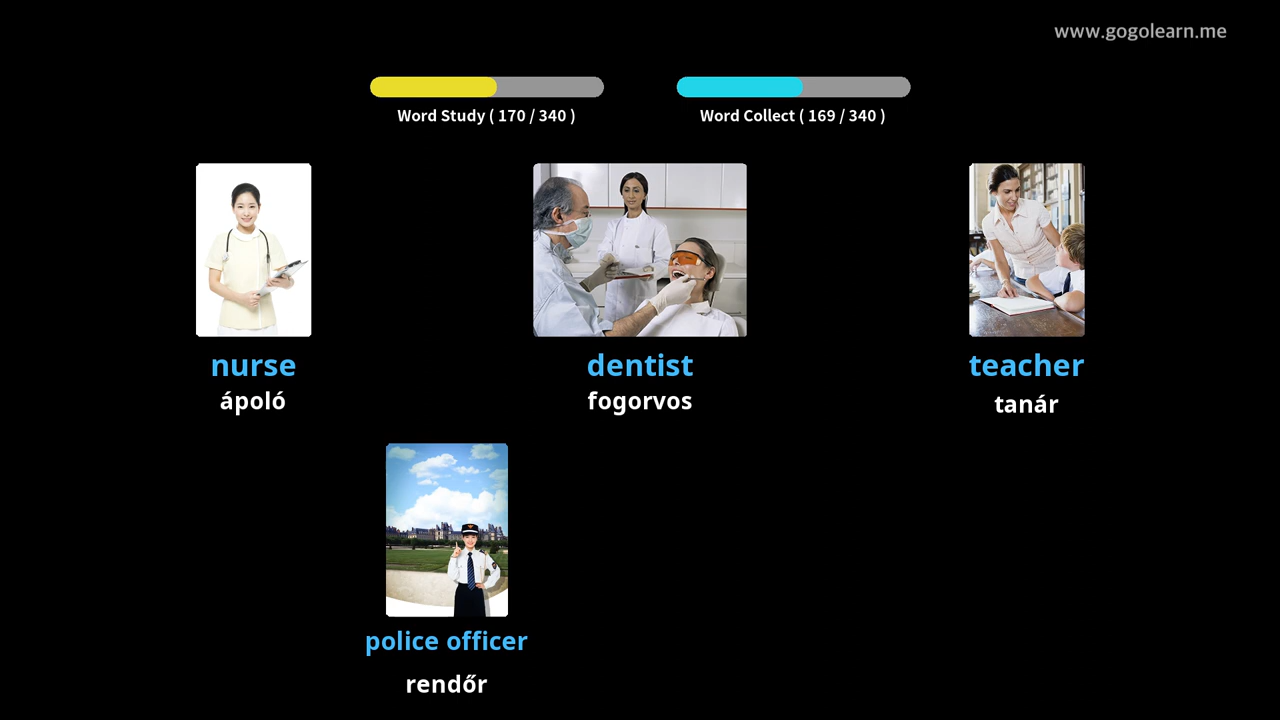 www.gogolearn.me
Word Study ( 170 / 340 )
Word Collect ( 169 / 340 )
nurse
ápoló
dentist
fogorvos
teacher
tanár
police officer
rendőr